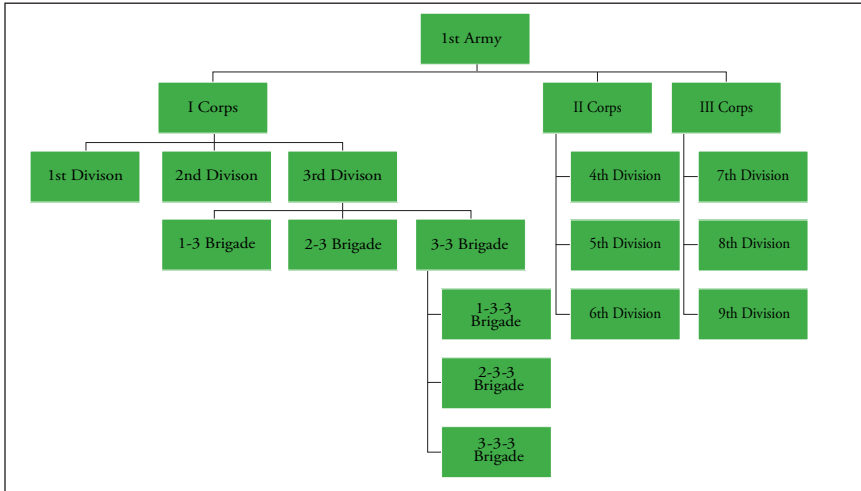 1st Army
I Corps
II Corps
III Corps
1st Divison
2nd Divison
3rd Divison
4th Division
7th Division
1-3 Brigade
2-3 Brigade
3-3 Brigade
5th Division
8th Division
1-3-3
Brigade
6th Division
9th Division
2-3-3
Brigade
3-3-3
Brigade